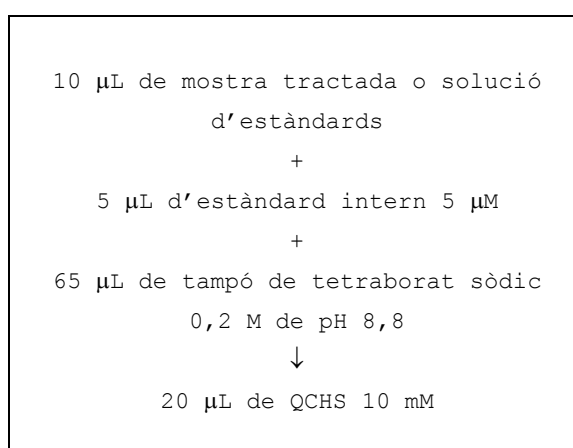 10 μL de mostra tractada o solució
d’estàndards
+
5 μL d’estàndard intern 5 μM
+
65 μL de tampó de tetraborat sòdic
0,2 M de pH 8,8
↓
20 μL de QCHS 10 mM